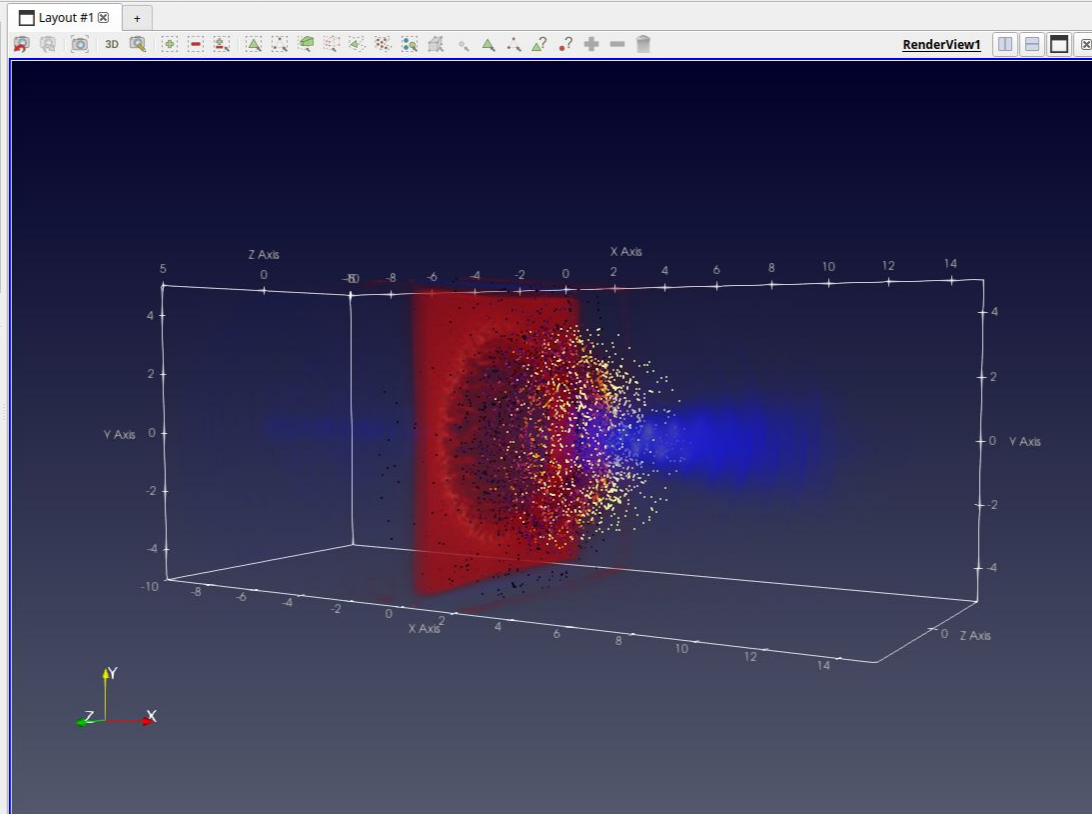 Layout #1
+
3D
RenderView1
Z Axis
X Axis
5 0 -8 -6 -4 -2 0 2 4 6 8 10 12 14
4 4
2 2
Y Axis 0 0 Y Axis
-2 -2
-4 -4
-10 -8 -6 -4 -2 0 2 4 6 8 10 12 14
X Axis
0 Z Axis
Y
Z X